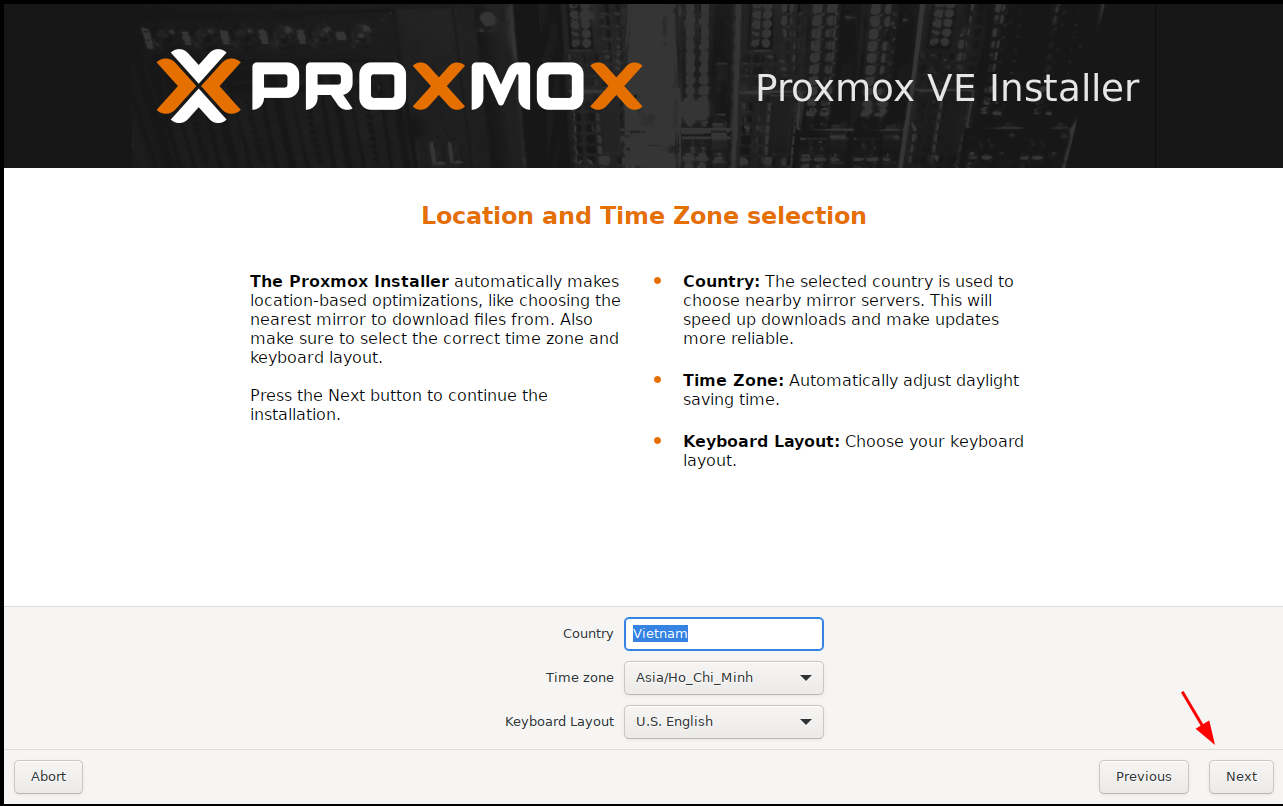 PROXMOX
Proxmox VE Installer
Location and Time Zone selection
The Proxmox Installer automatically makes
location-based optimizations, like choosing the
nearest mirror to download files from. Also
make sure to select the correct time zone and
keyboard layout.
Press the Next button to continue the
installation.
Country: The selected country is used to
choose nearby mirror servers. This will
speed up downloads and make updates
more reliable.
Time Zone: Automatically adjust daylight
saving time.
Keyboard Layout: Choose your keyboard
layout.
Country Vietnam
Time zone Asia/Ho_Chi_Minh
Keyboard Layout U.S. English
Abort Previous Next